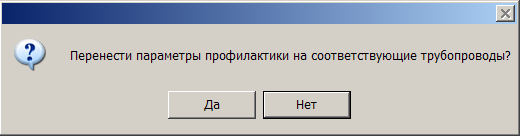 Перенести параметры профилактики на соответствующие трубопроводы?
Да Нет